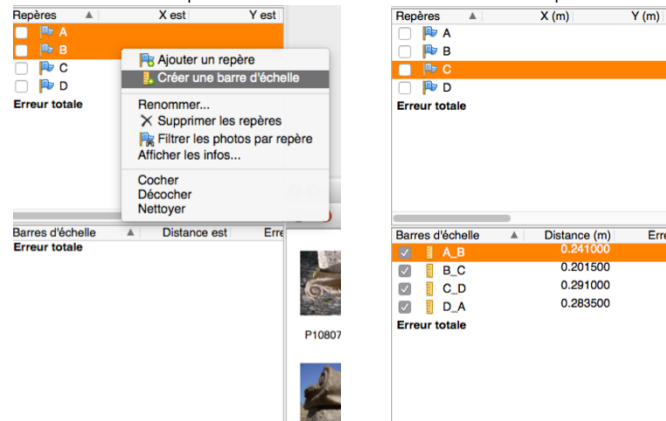 Repères ▲ X est Y est
A
B
C
D
Erreur totale
Ajouter un repère
Créer une barre d'échelle
Renommer...
Supprimer les repères
Filtrer les photos par repère
Afficher les infos...
Cocher
Décocher
Nettoyer
Barres d'échelle ▲ Distance est Erre
Erreur totale
P10807
Repères ▲ X (m) Y (m)
A
B
C
D
Erreur totale
Barres d'échelle ▲ Distance (m) Erre
A_B 0.241000
B_C 0.201500
C_D 0.291000
D_A 0.283500
Erreur totale